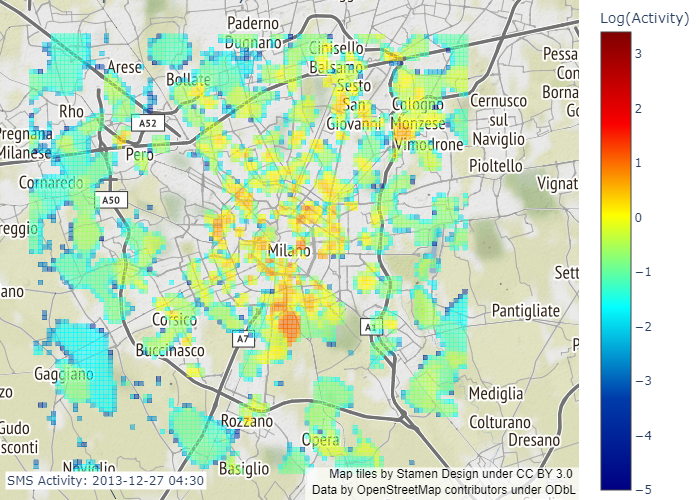 Log(Activity)
3
2
1
0
−1
−2
−3
−4
−5
Paderno
Dugnano
Cinisello
Balsamo
Arese
Bollate
Sesto
San
Giovanni
Cologno
Monzese
Pessa
Borna
Rho
A52
Cernusco
sul
Naviglio
Pregnana
Milanese
Pero
Vimodrone
Pioltello
Cornaredo
A50
Vignat
reggio
Milano
Sett
ano
Pantigliate
Corsico
A7
A1
Buccinasco
Gaggiano
Mediglia
Rozzano
Colturano
Dresano
Gudo
sconti
Opera
Noviglio
Basiglio
SMS Activity: 2013-12-27 04:30
Map tiles by Stamen Design under CC BY 3.0
Data by OpenStreetMap contributors under ODbL